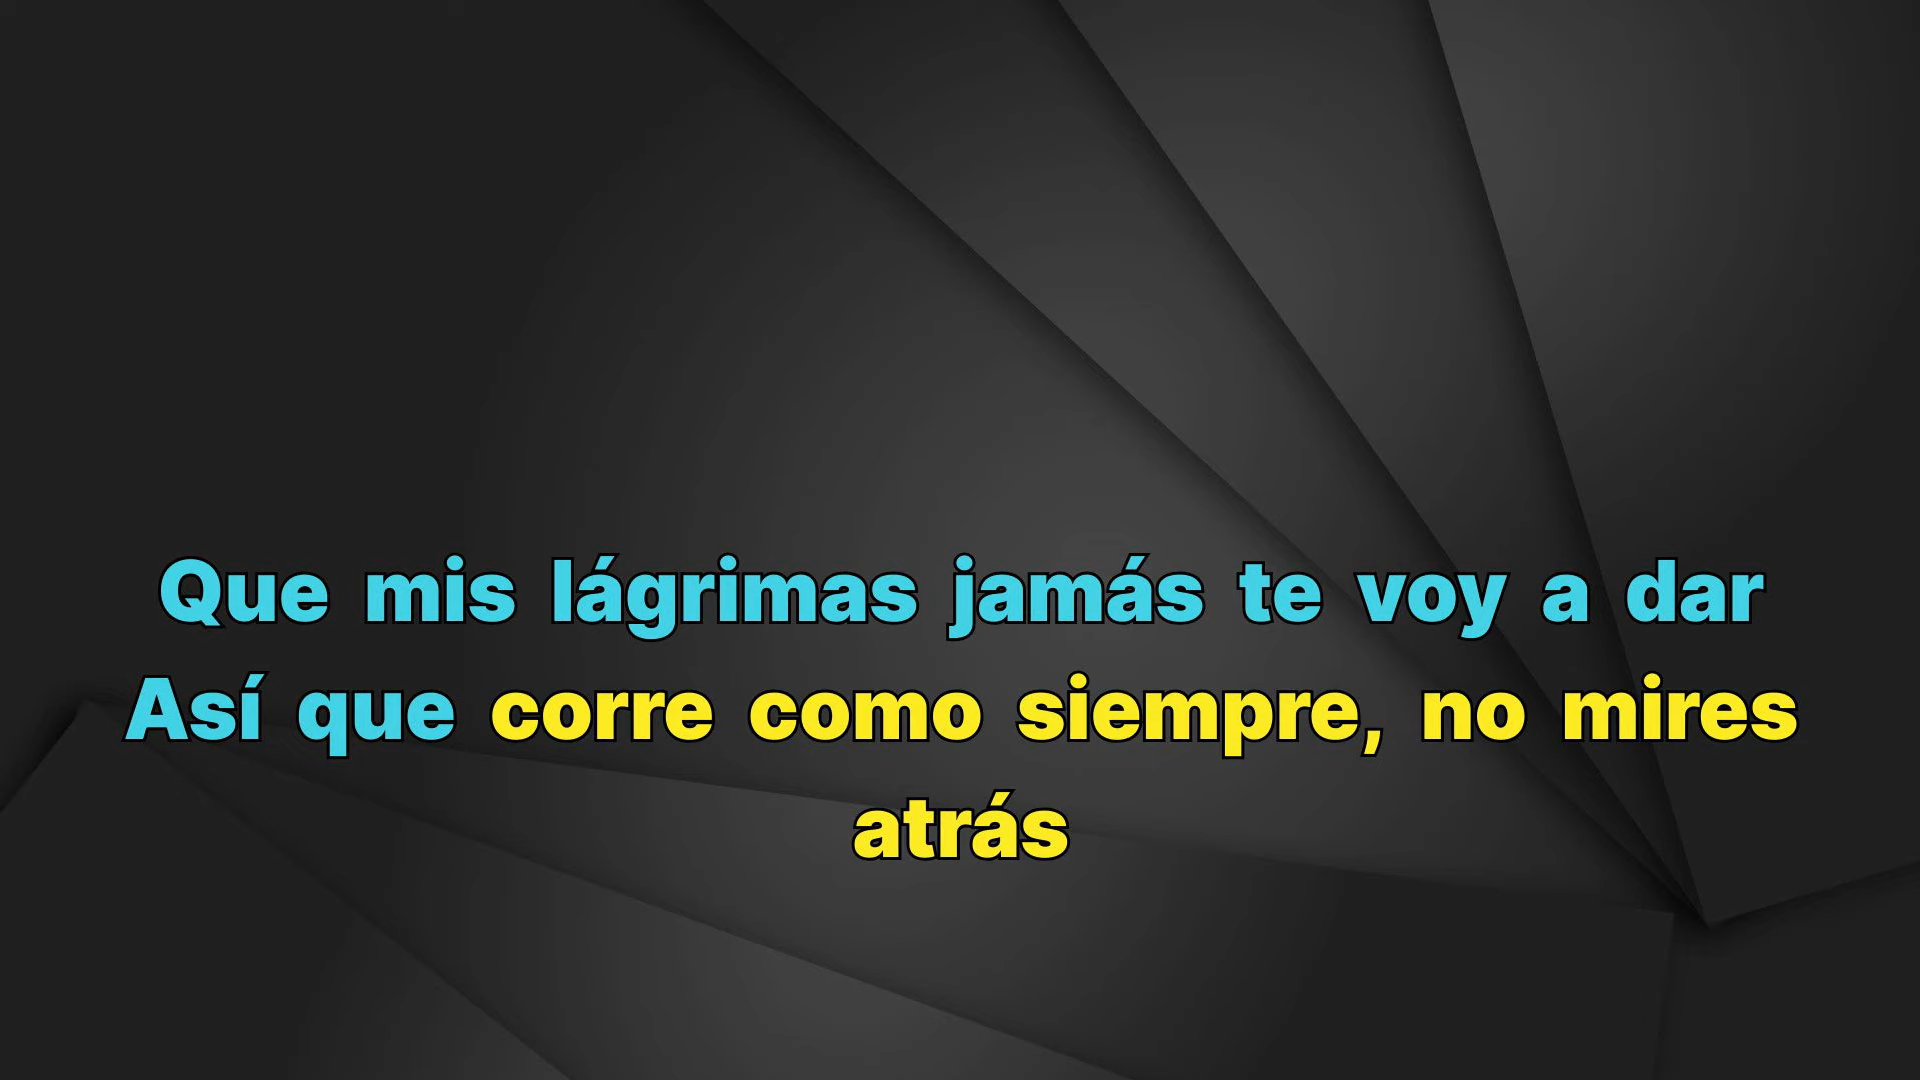 Que mis lágrimas jamás te voy a dar
Así que corre como siempre, no mires
atrás